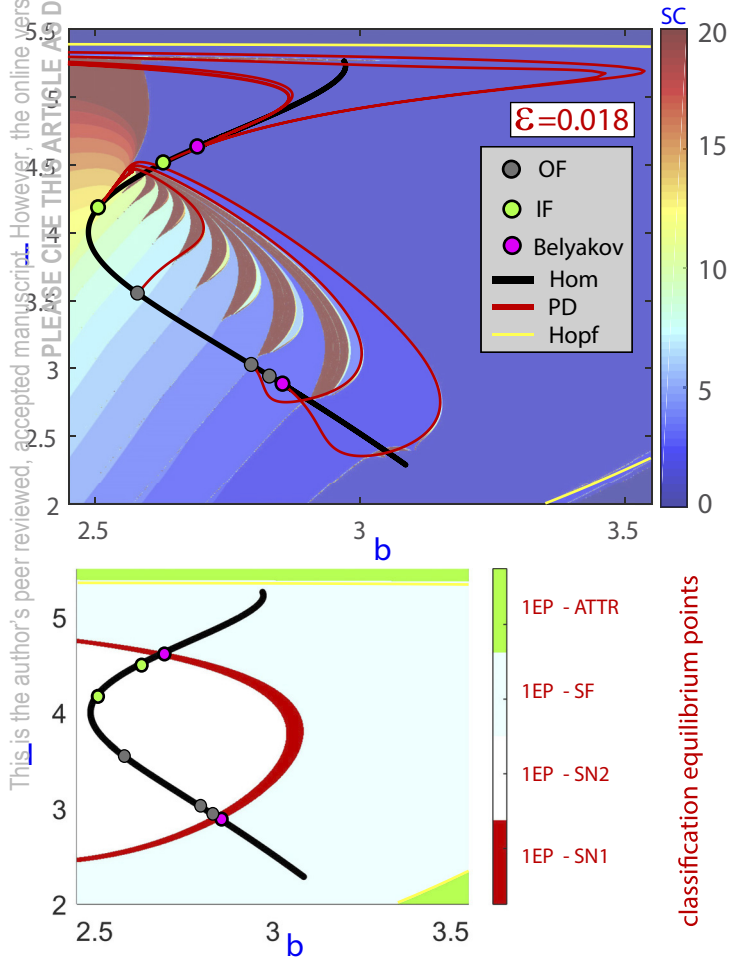 This is the author's peer reviewed, accepted manuscript. However, the online vers
PLEASE CITE THIS ARTICLE AS D
SC
5.5
5
4.5
4
3.5
3
2.5
2
I
2.5
3
3.5
b
20
15
10
5
0
ε=0.018
OF
IF
Belyakov
Hom
PD
Hopf
5
4
3
2
I
2.5
3
3.5
b
1EP - ATTR
1EP - SF
1EP - SN2
1EP - SN1
classification equilibrium points